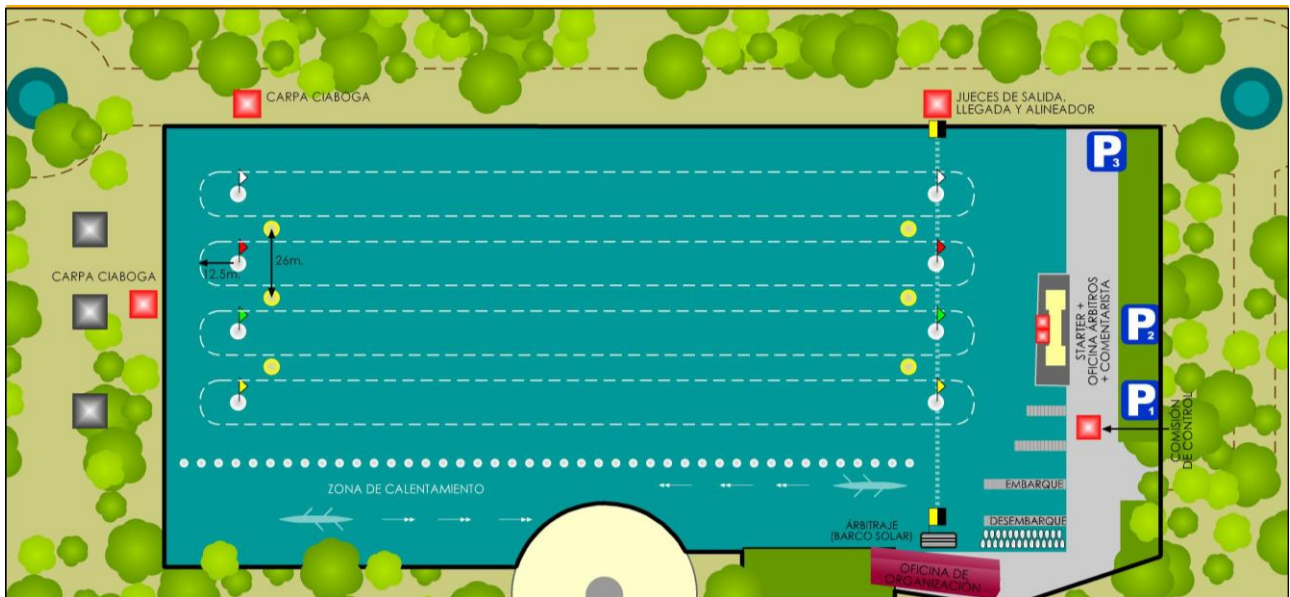 CARPA CIABOGA
JUECES DE SALIDA,
LLEGADA Y ALINEADOR
P3
CARPA CIABOGA
12.5m.
26m.
STARTER +
OFICINA ARBITROS
+ COMENTARISTA
P2
P1
COMISIÓN
DE CONTROL
ZONA DE CALENTAMIENTO
EMBARQUE
ÁRBITRAJE
(BARCO SOLAR)
DESEMBARQUE
OFICINA DE
ORGANIZACIÓN